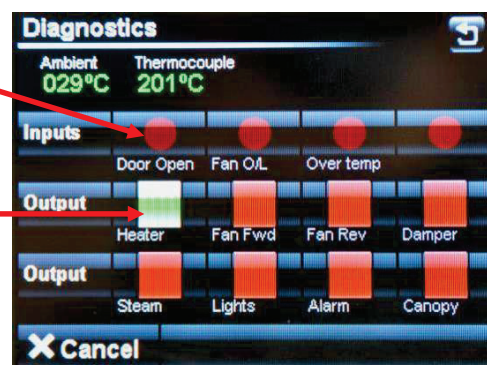 Diagnostics
Ambient Thermocouple
029ºC 201ºC
Inputs
Door Open Fan O/L Over temp
Output
Heater Fan Fwd Fan Rev Damper
Output
Steam Lights Alarm Canopy
Cancel